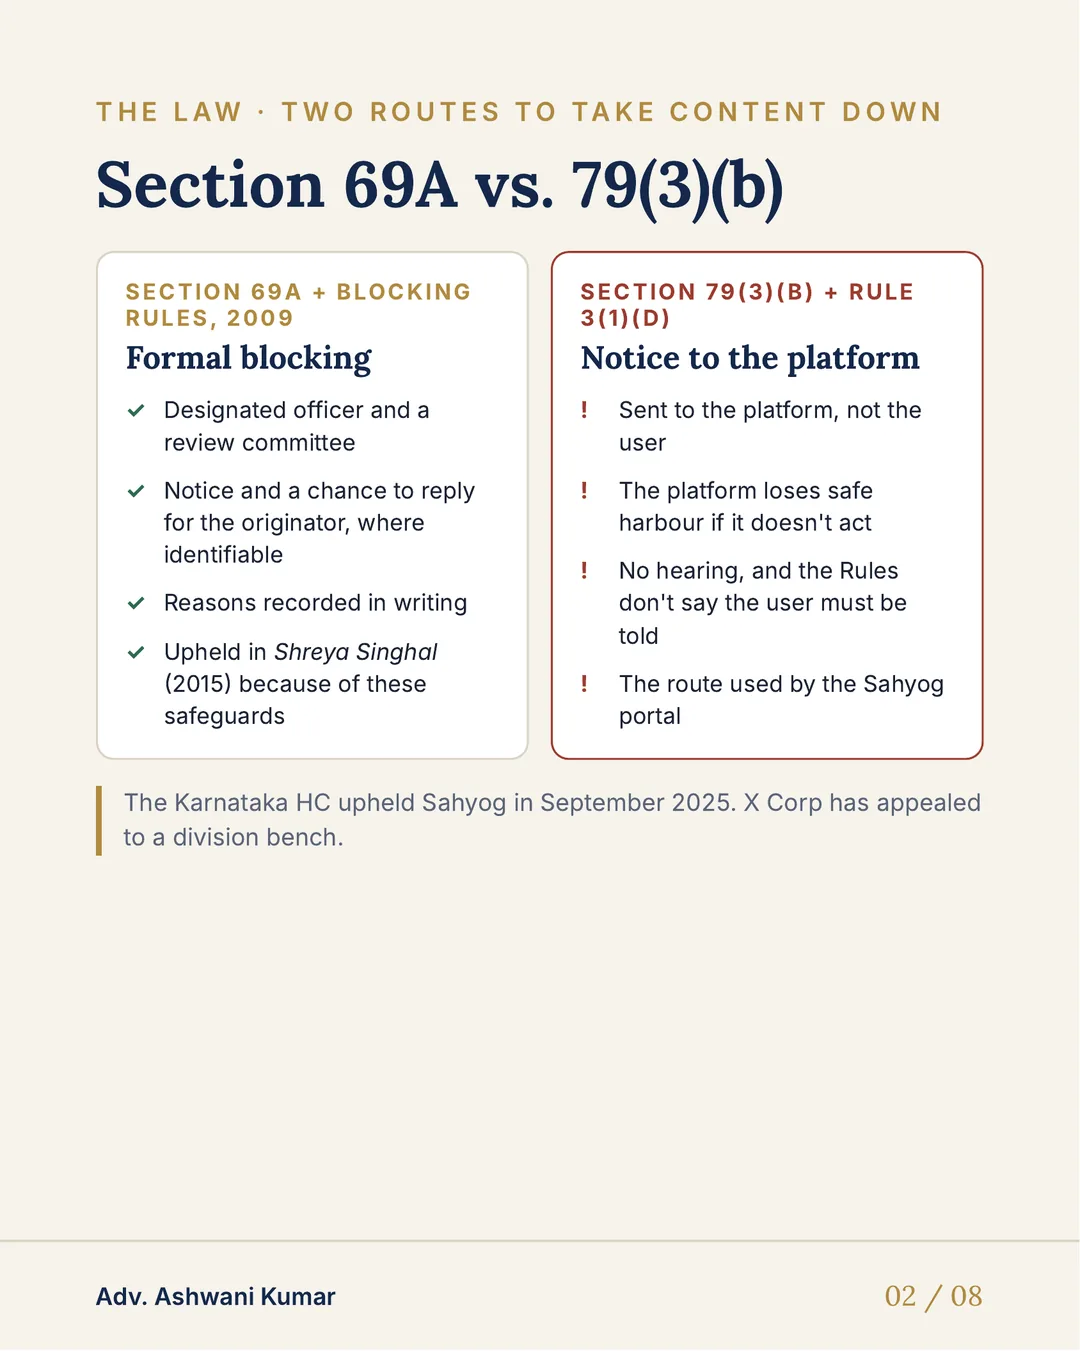 THE LAW · TWO ROUTES TO TAKE CONTENT DOWN
Section 69A vs. 79(3)(b)
SECTION 69A + BLOCKING
RULES, 2009
Formal blocking
✓ Designated officer and a
review committee
✓ Notice and a chance to reply
for the originator, where
identifiable
✓ Reasons recorded in writing
✓ Upheld in Shreya Singhal
(2015) because of these
safeguards
SECTION 79(3)(B) + RULE
3(1)(D)
Notice to the platform
! Sent to the platform, not the
user
! The platform loses safe
harbour if it doesn't act
! No hearing, and the Rules
don't say the user must be
told
! The route used by the Sahyog
portal
The Karnataka HC upheld Sahyog in September 2025. X Corp has appealed
to a division bench.
Adv. Ashwani Kumar
02 / 08